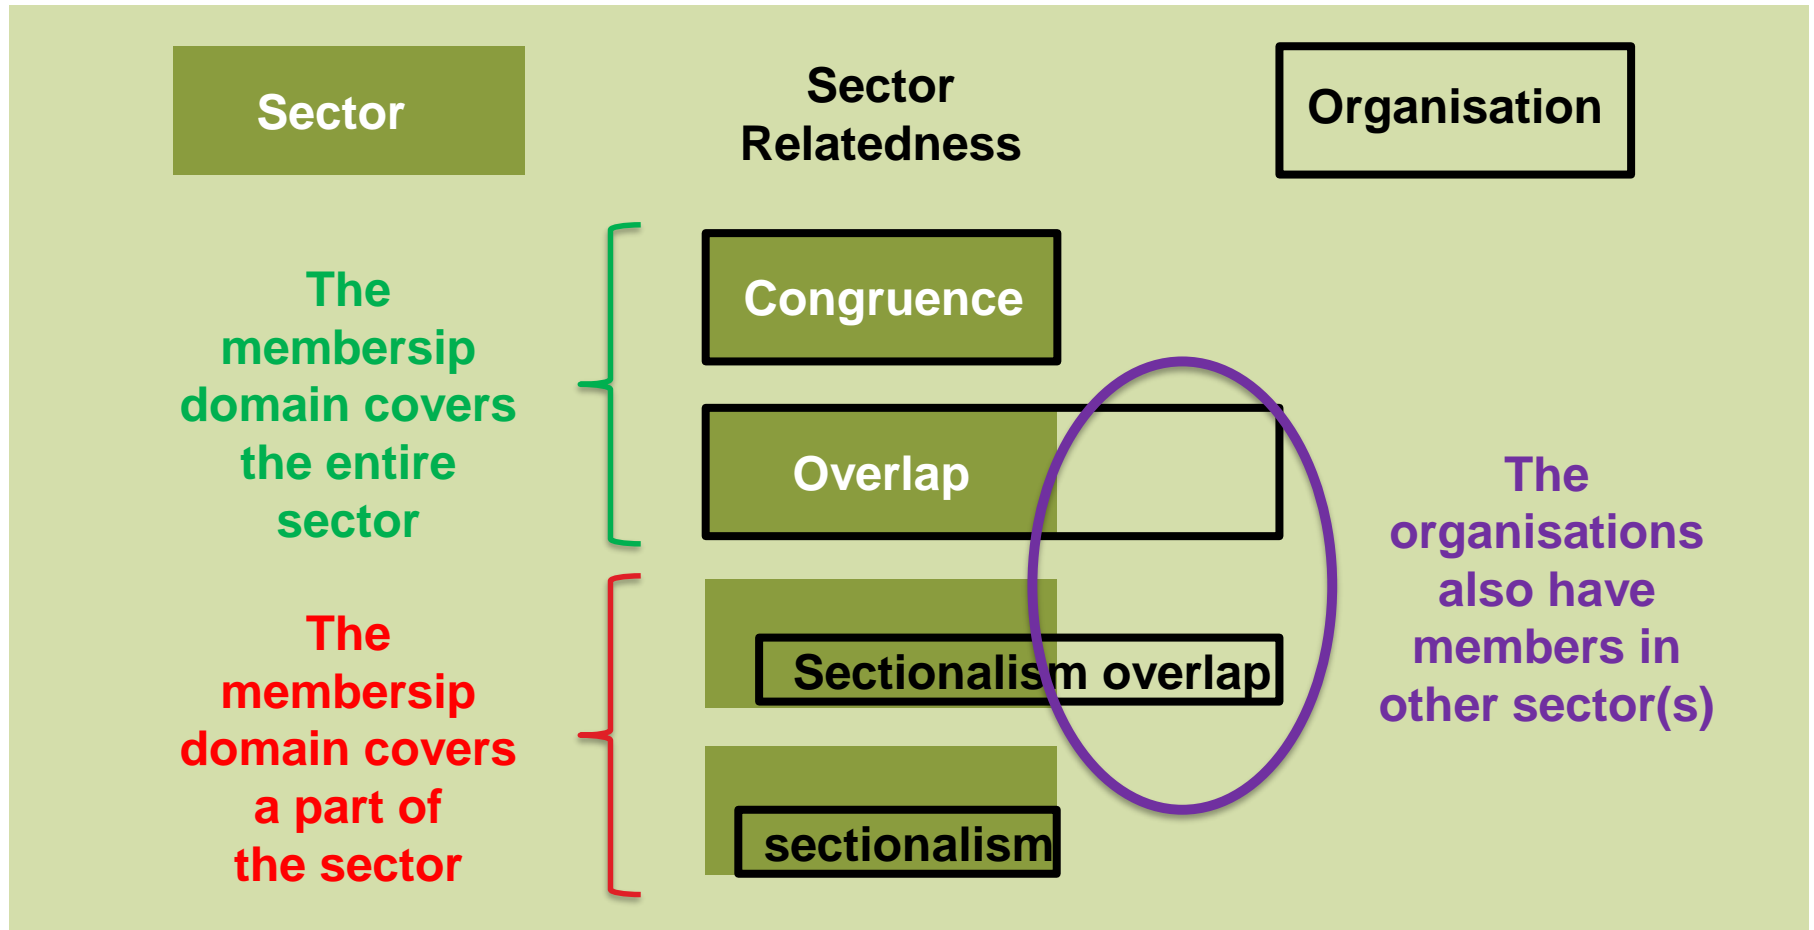 Sector
Sector
Relatedness
Organisation
The
membersip
domain covers
the entire
sector
Congruence
Overlap
The
membersip
domain covers
a part of
the sector
Sectionalism overlap
sectionalism
The
organisations
also have
members in
other sector(s)